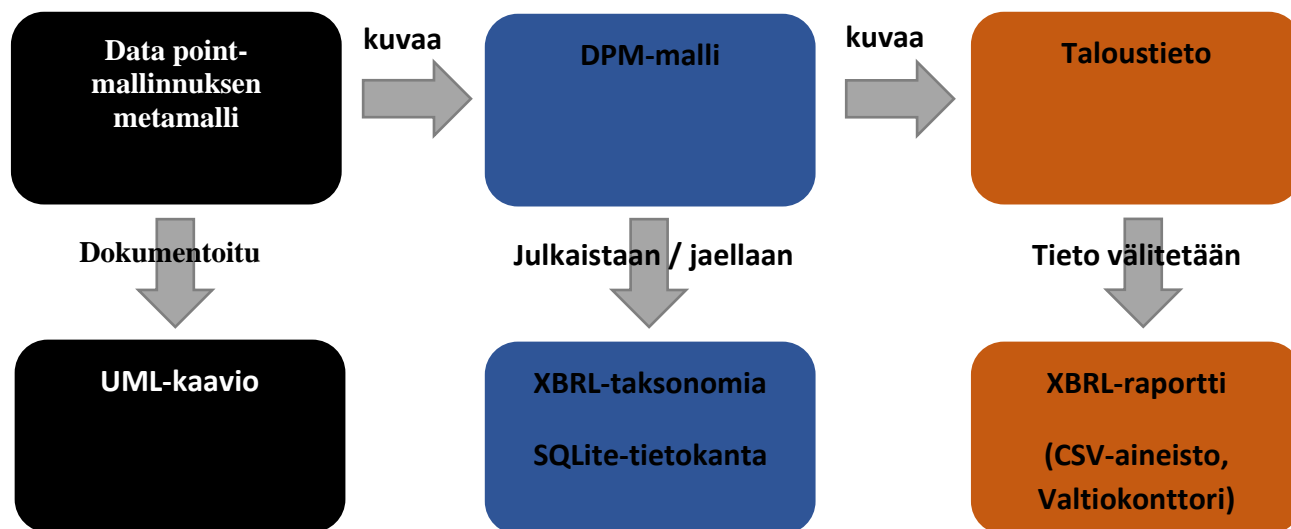 Data point-
mallinnuksen
metamalli
kuvaa
DPM-malli
kuvaa
Taloustieto
Dokumentoitu
Julkaistaan / jaellaan
Tieto välitetään
UML-kaavio
XBRL-taksonomia
SQLite-tietokanta
XBRL-raportti
(CSV-aineisto,
Valtiokonttori)